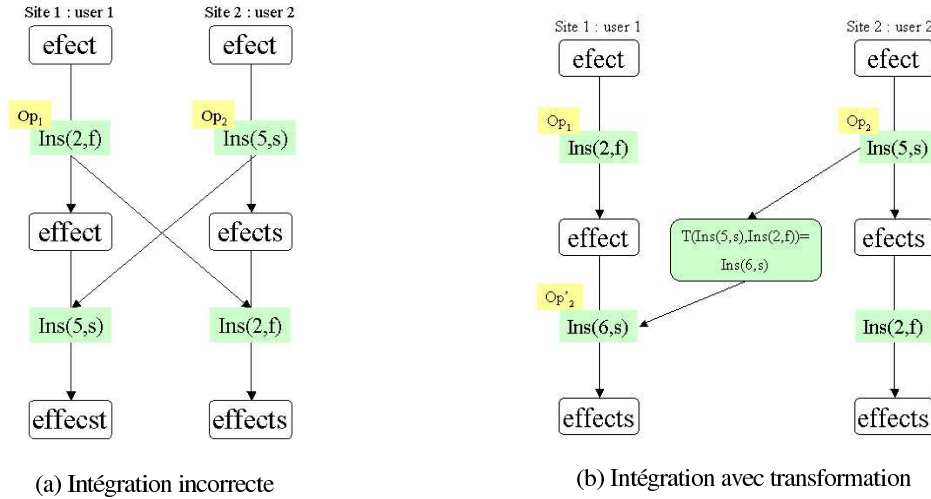 Site 1 : user 1
Site 2 : user 2
efect
efect
Op1
Op2
Ins(2,f)
Ins(5,s)
effect
efects
Ins(5,s)
Ins(2,f)
effecst
effects
(a) Intégration incorrecte
Site 1 : user 1
Site 2 : user 2
efect
efect
Op1
Op2
Ins(2,f)
Ins(5,s)
effect
T(Ins(5,s),Ins(2,f))=
Ins(6,s)
efects
Op'2
Ins(6,s)
Ins(2,f)
effects
effects
(b) Intégration avec transformation